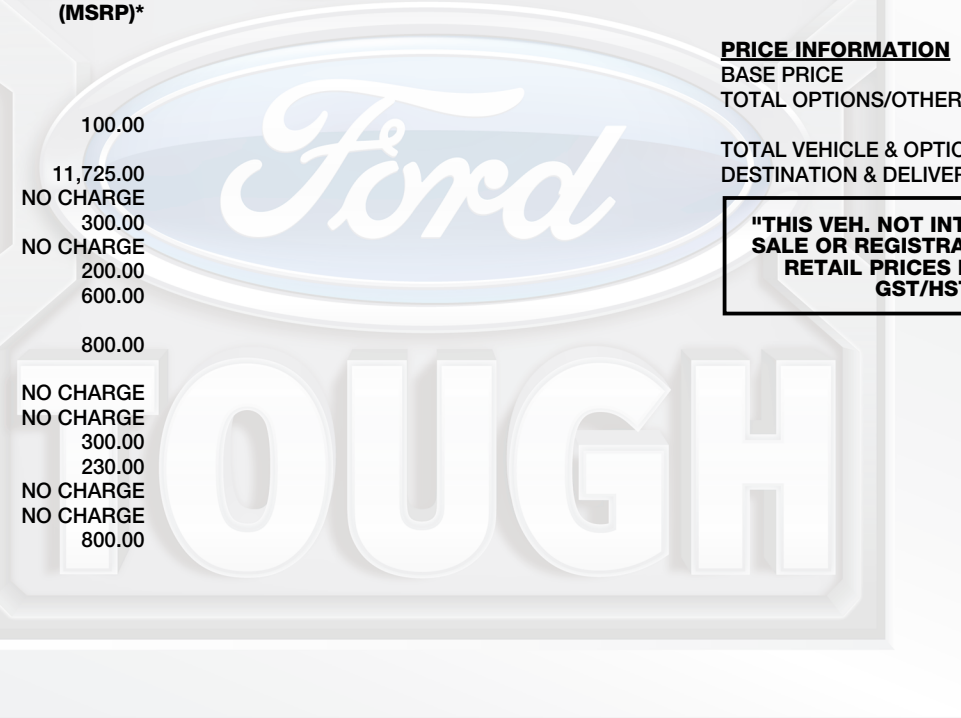 (MSRP)*
100.00
11,725.00
NO CHARGE
300.00
NO CHARGE
200.00
600.00
800.00
NO CHARGE
NO CHARGE
300.00
230.00
NO CHARGE
NO CHARGE
800.00
Ford
TOUGH
PRICE INFORMATION
BASE PRICE
TOTAL OPTIONS/OTHER
TOTAL VEHICLE & OPTIO
DESTINATION & DELIVER
"THIS VEH. NOT INT
SALE OR REGISTRA
RETAIL PRICES
GST/HST